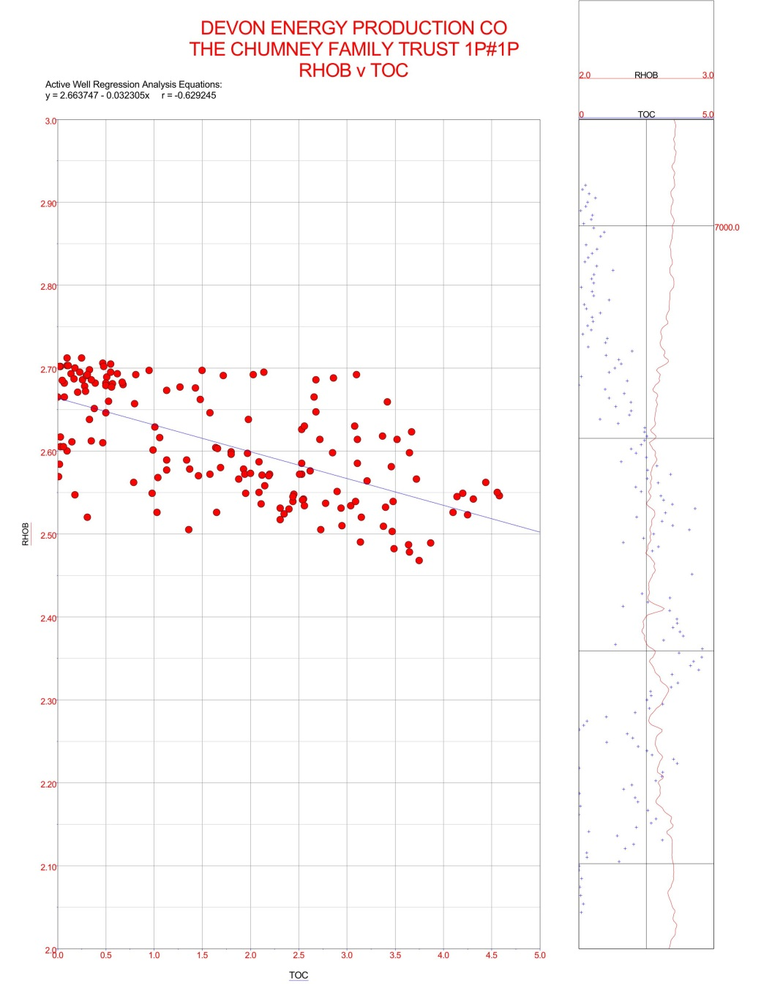 DEVON ENERGY PRODUCTION CO
THE CHUMNEY FAMILY TRUST 1P#1P
RHOB v TOC
Active Well Regression Analysis Equations:
y = 2.663747 - 0.032305x r = -0.629245
2.0 RHOB 3.0
0 TOC 5.0
7000.0
3.0
2.90
2.80
2.70
2.60
2.50
2.40
2.30
2.20
2.10
2.0
RHOB
0.0 0.5 1.0 1.5 2.0 2.5 3.0 3.5 4.0 4.5 5.0
TOC